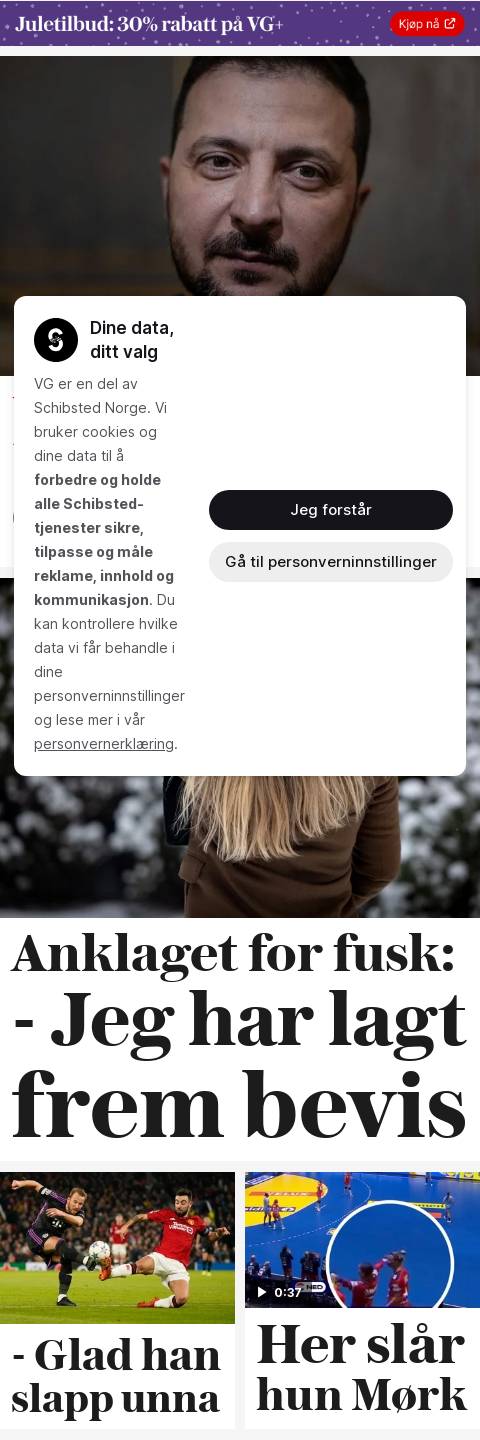 Juletilbud: 30% rabatt på VG+
Kjøp nå
Dine data,
ditt valg
VG er en del av
Schibsted Norge. Vi
bruker cookies og
dine data til å
forbedre og holde
alle Schibsted-
tjenester sikre,
tilpasse og måle
reklame, innhold og
kommunikasjon. Du
kan kontrollere hvilke
data vi får behandle i
dine
personverninnstillinger
og lese mer i vår
personvernerklæring.
Jeg forstår
Gå til personverninnstillinger
Anklaget for fusk:
- Jeg har lagt
frem bevis
- Glad han
slapp unna
NED
0:37
Her slår
hun Mørk